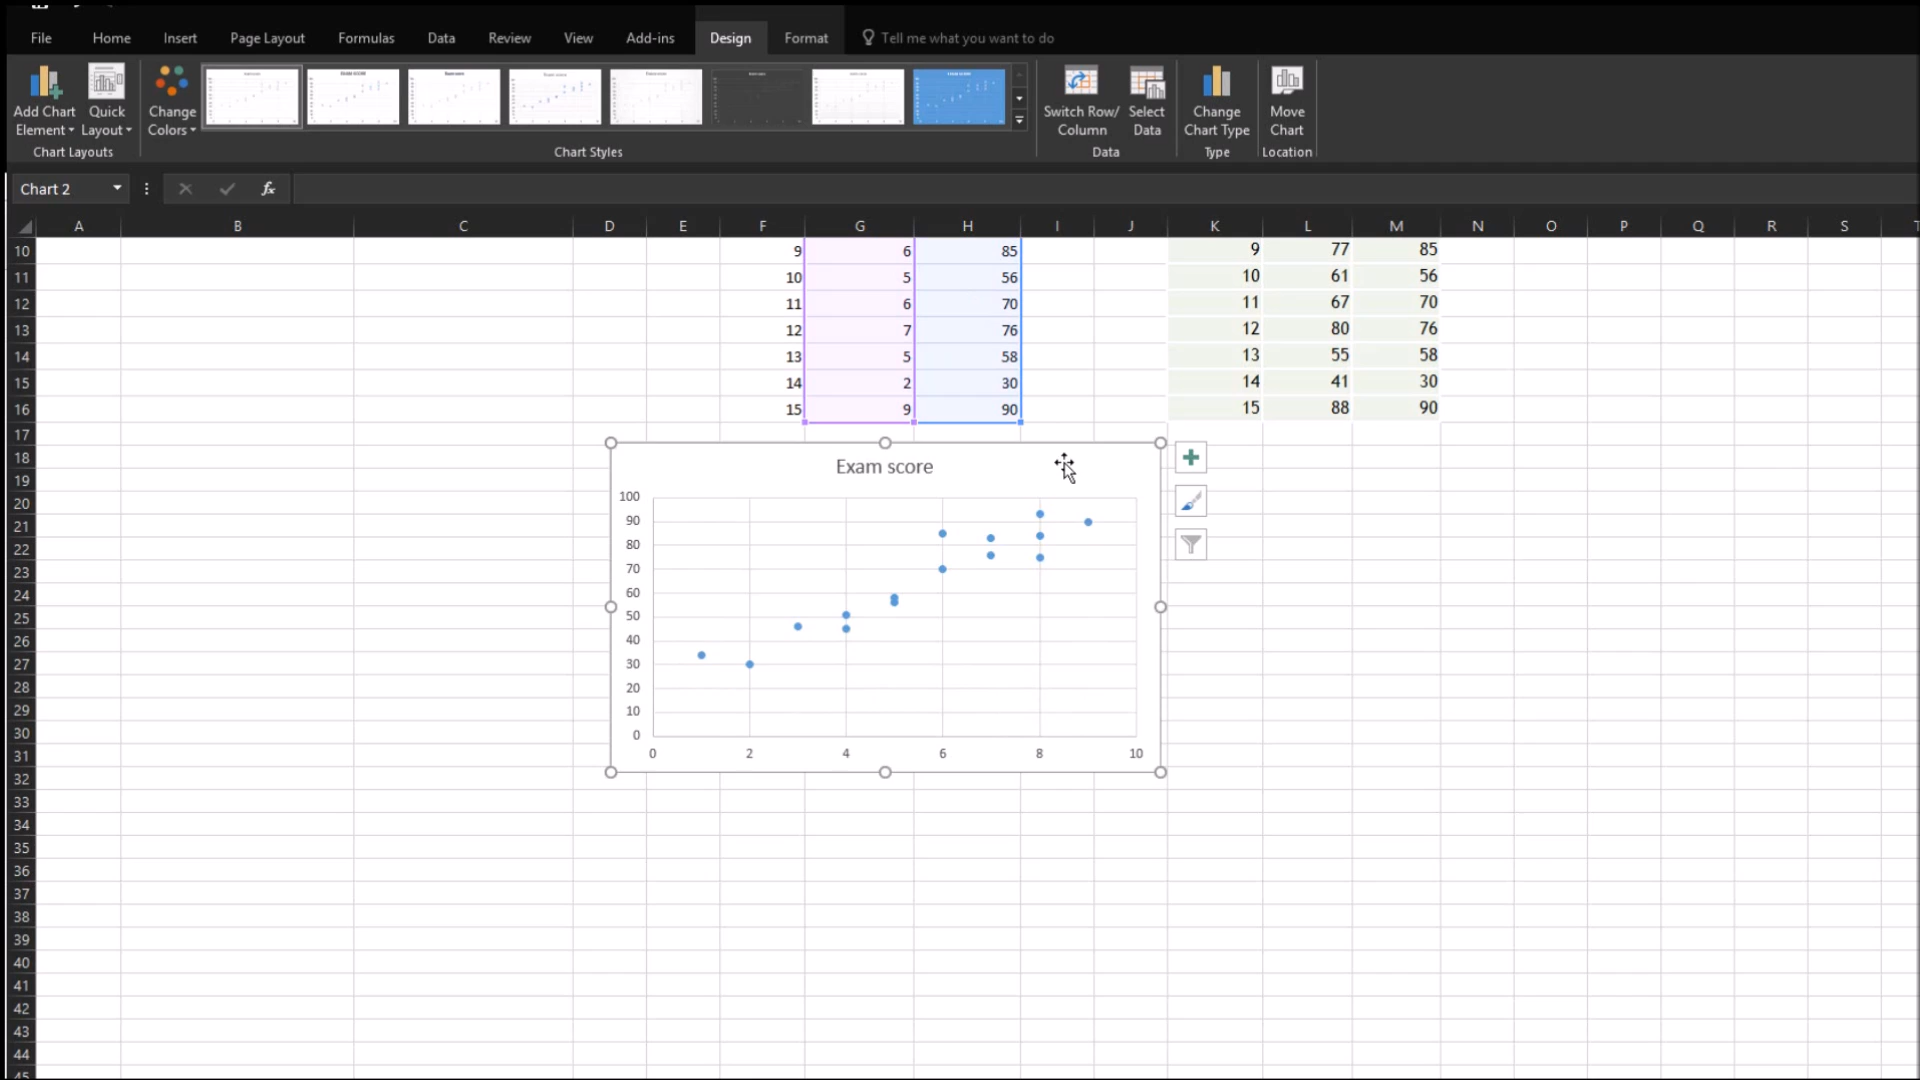 File Home Insert Page Layout Formulas Data Review View Add-ins Design Format Tell me what you want to do
Add Chart Element
Quick Layout
Change Colors
Switch Row/ Column
Select Data
Change Chart Type
Move Chart
Chart Layouts Chart Styles Data Type Location
Chart 2 fx
A B C D E F G H I J K L M N O P Q R S T
10 9 6 85 9 77 85
11 10 5 56 10 61 56
12 11 6 70 11 67 70
13 12 7 76 12 80 76
14 13 5 58 13 55 58
15 14 2 30 14 41 30
16 15 9 90 15 88 90
17
18
19
20
21
22
23
24
25
26
27
28
29
30
31
32
33
34
35
36
37
38
39
40
41
42
43
44
45
Exam score
100
90
80
70
60
50
40
30
20
10
0
0 2 4 6 8 10